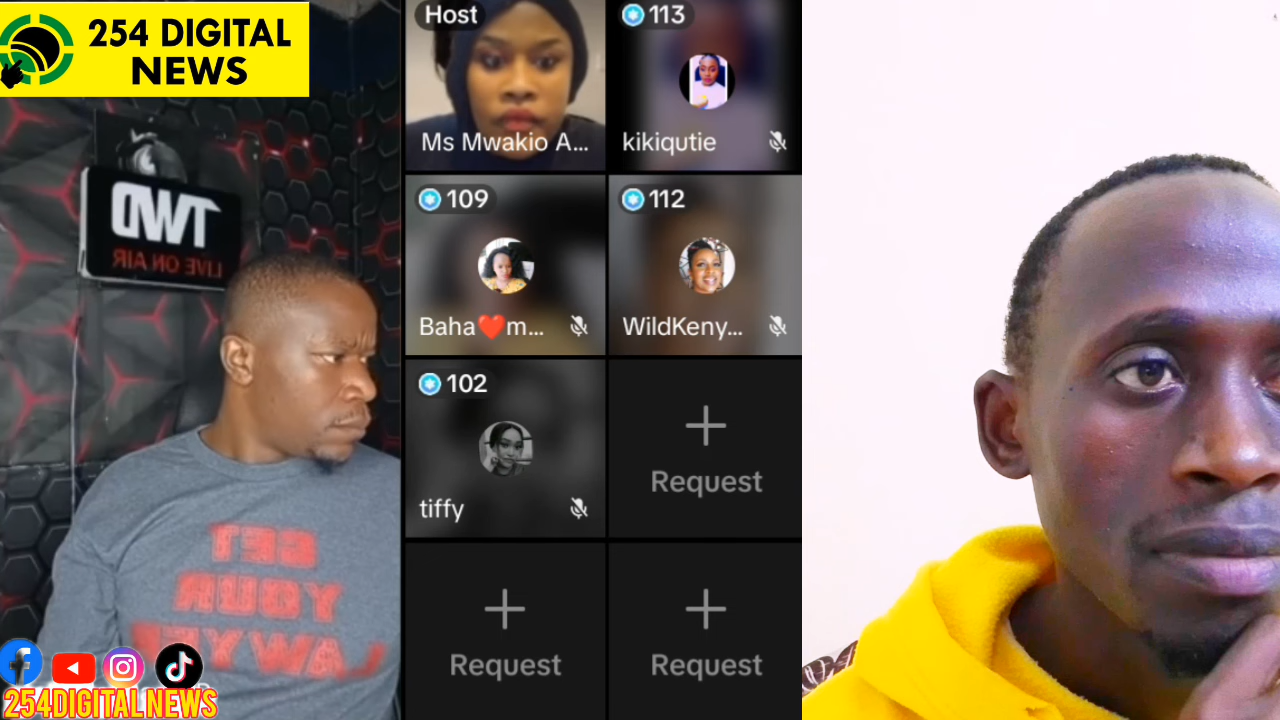 254 DIGITAL
NEWS
TWD
LIVE ON AIR
GET
YOUR
LAWYER
254DIGITALNEWS
Host
Ms Mwakio A...
113
kikiqutie
109
Baha❤️m...
112
WildKeny...
102
tiffy
Request
Request
Request